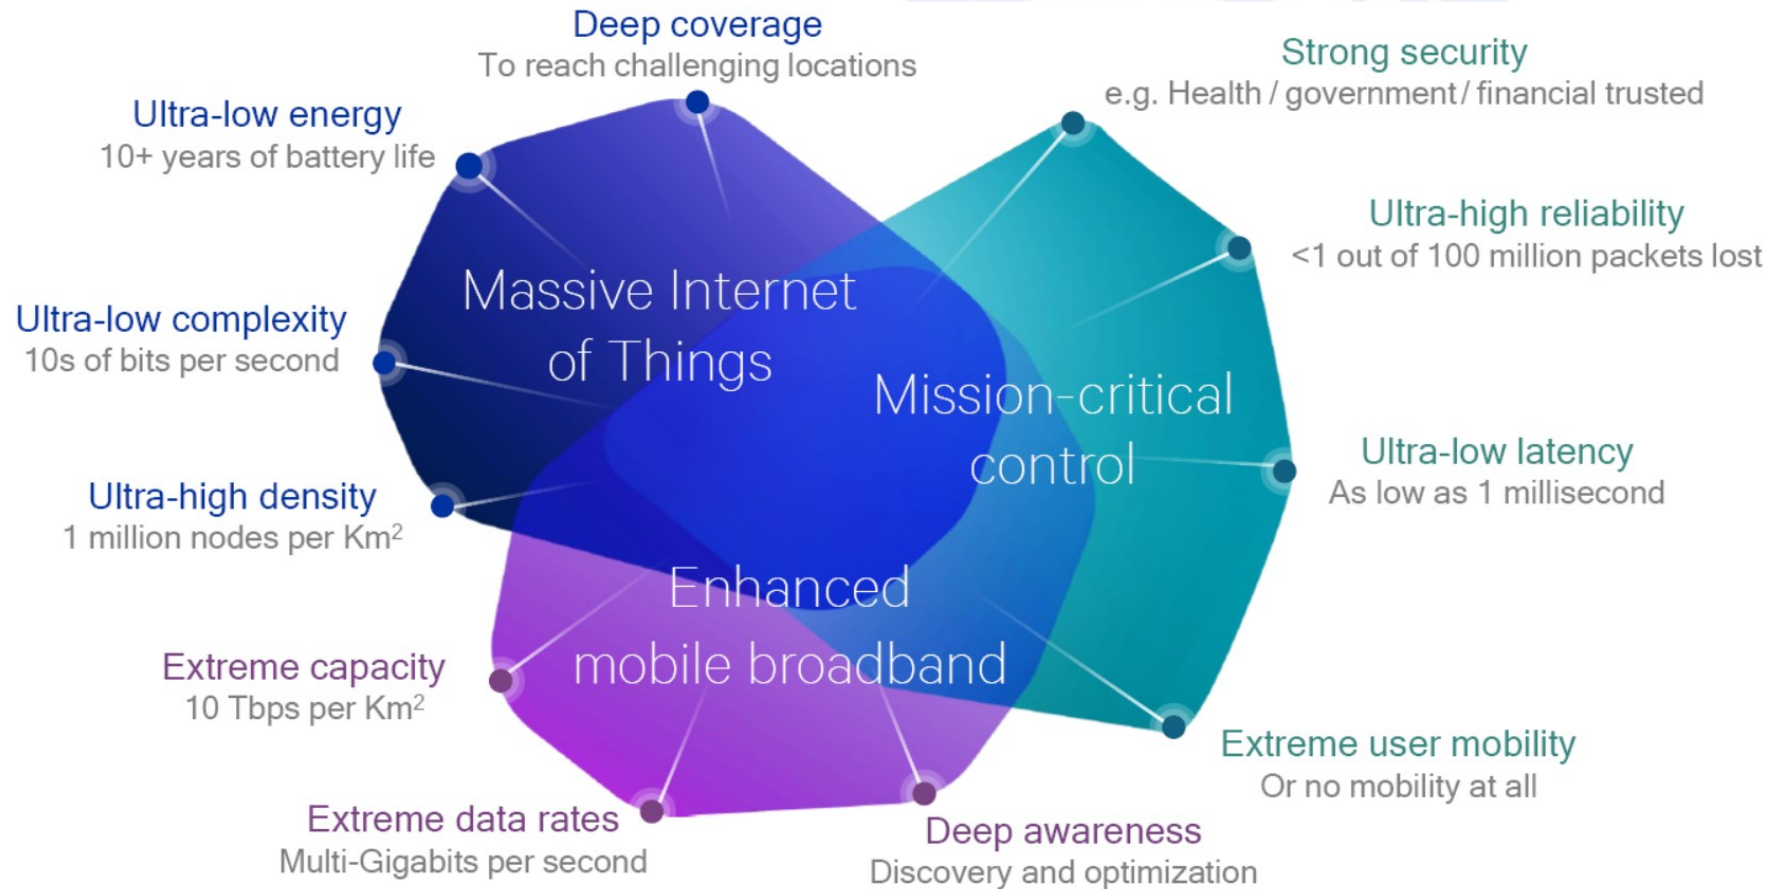 Deep coverage
To reach challenging locations
Strong security
e.g. Health / government / financial trusted
Ultra-low energy
10+ years of battery life
Ultra-high reliability
<1 out of 100 million packets lost
Massive Internet
of Things
Ultra-low complexity
10s of bits per second
Mission-critical
control
Ultra-low latency
As low as 1 millisecond
Ultra-high density
1 million nodes per Km²
Enhanced
mobile broadband
Extreme capacity
10 Tbps per Km²
Extreme user mobility
Or no mobility at all
Extreme data rates
Multi-Gigabits per second
Deep awareness
Discovery and optimization